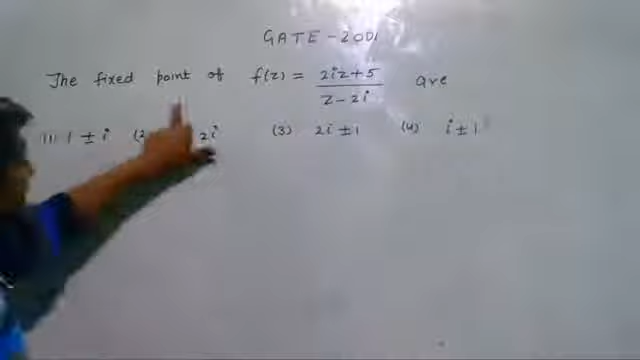 GATE-2001
The fixed point of f(z) = (2iz+5)/(z-2i) are
(1) 1 ± i (2 2i (3) 2i ± 1 (4) i ± 1